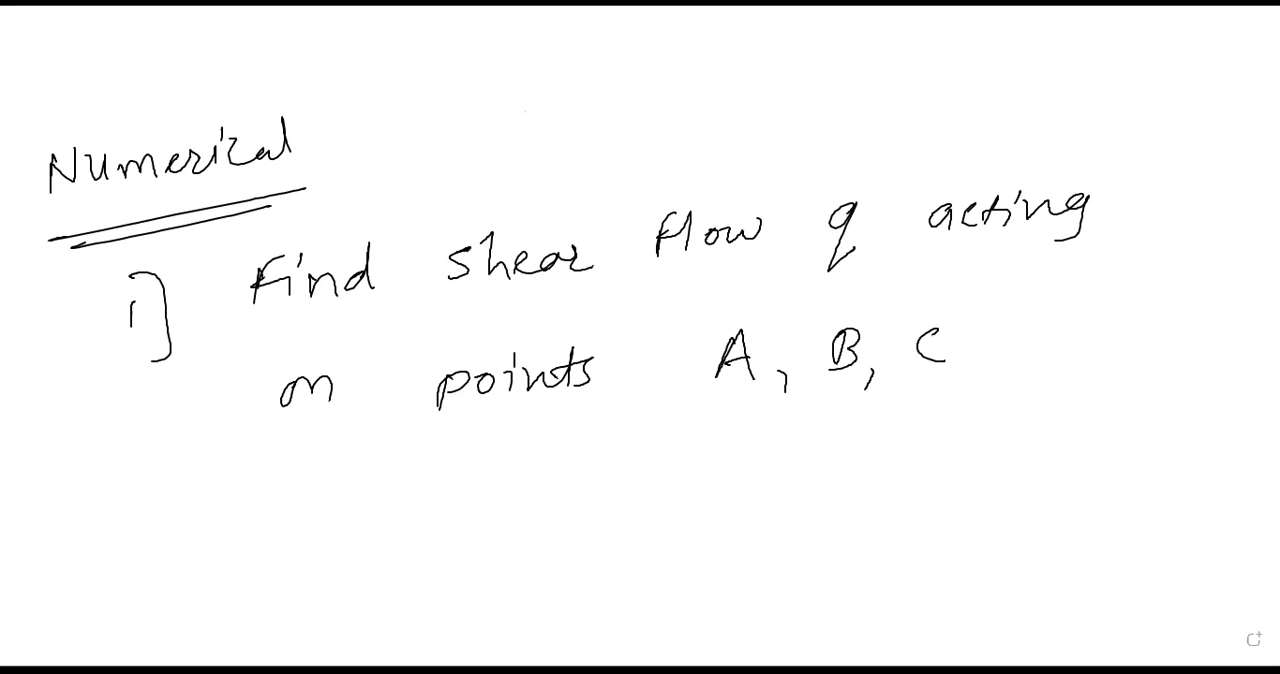 Numerical
1] Find shear flow q acting
on points A, B, C